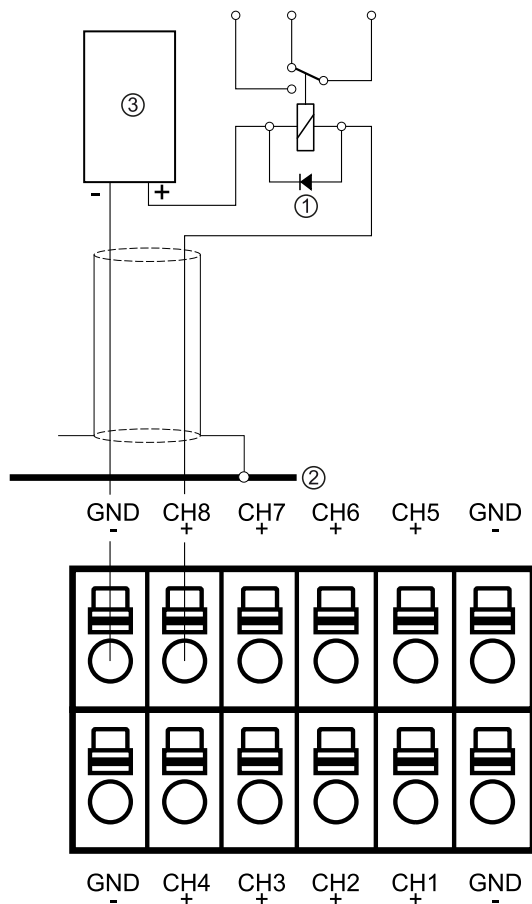 ③
- +
①
②
GND CH8 CH7 CH6 CH5 GND
- + + + + -
GND CH4 CH3 CH2 CH1 GND
- + + + + -